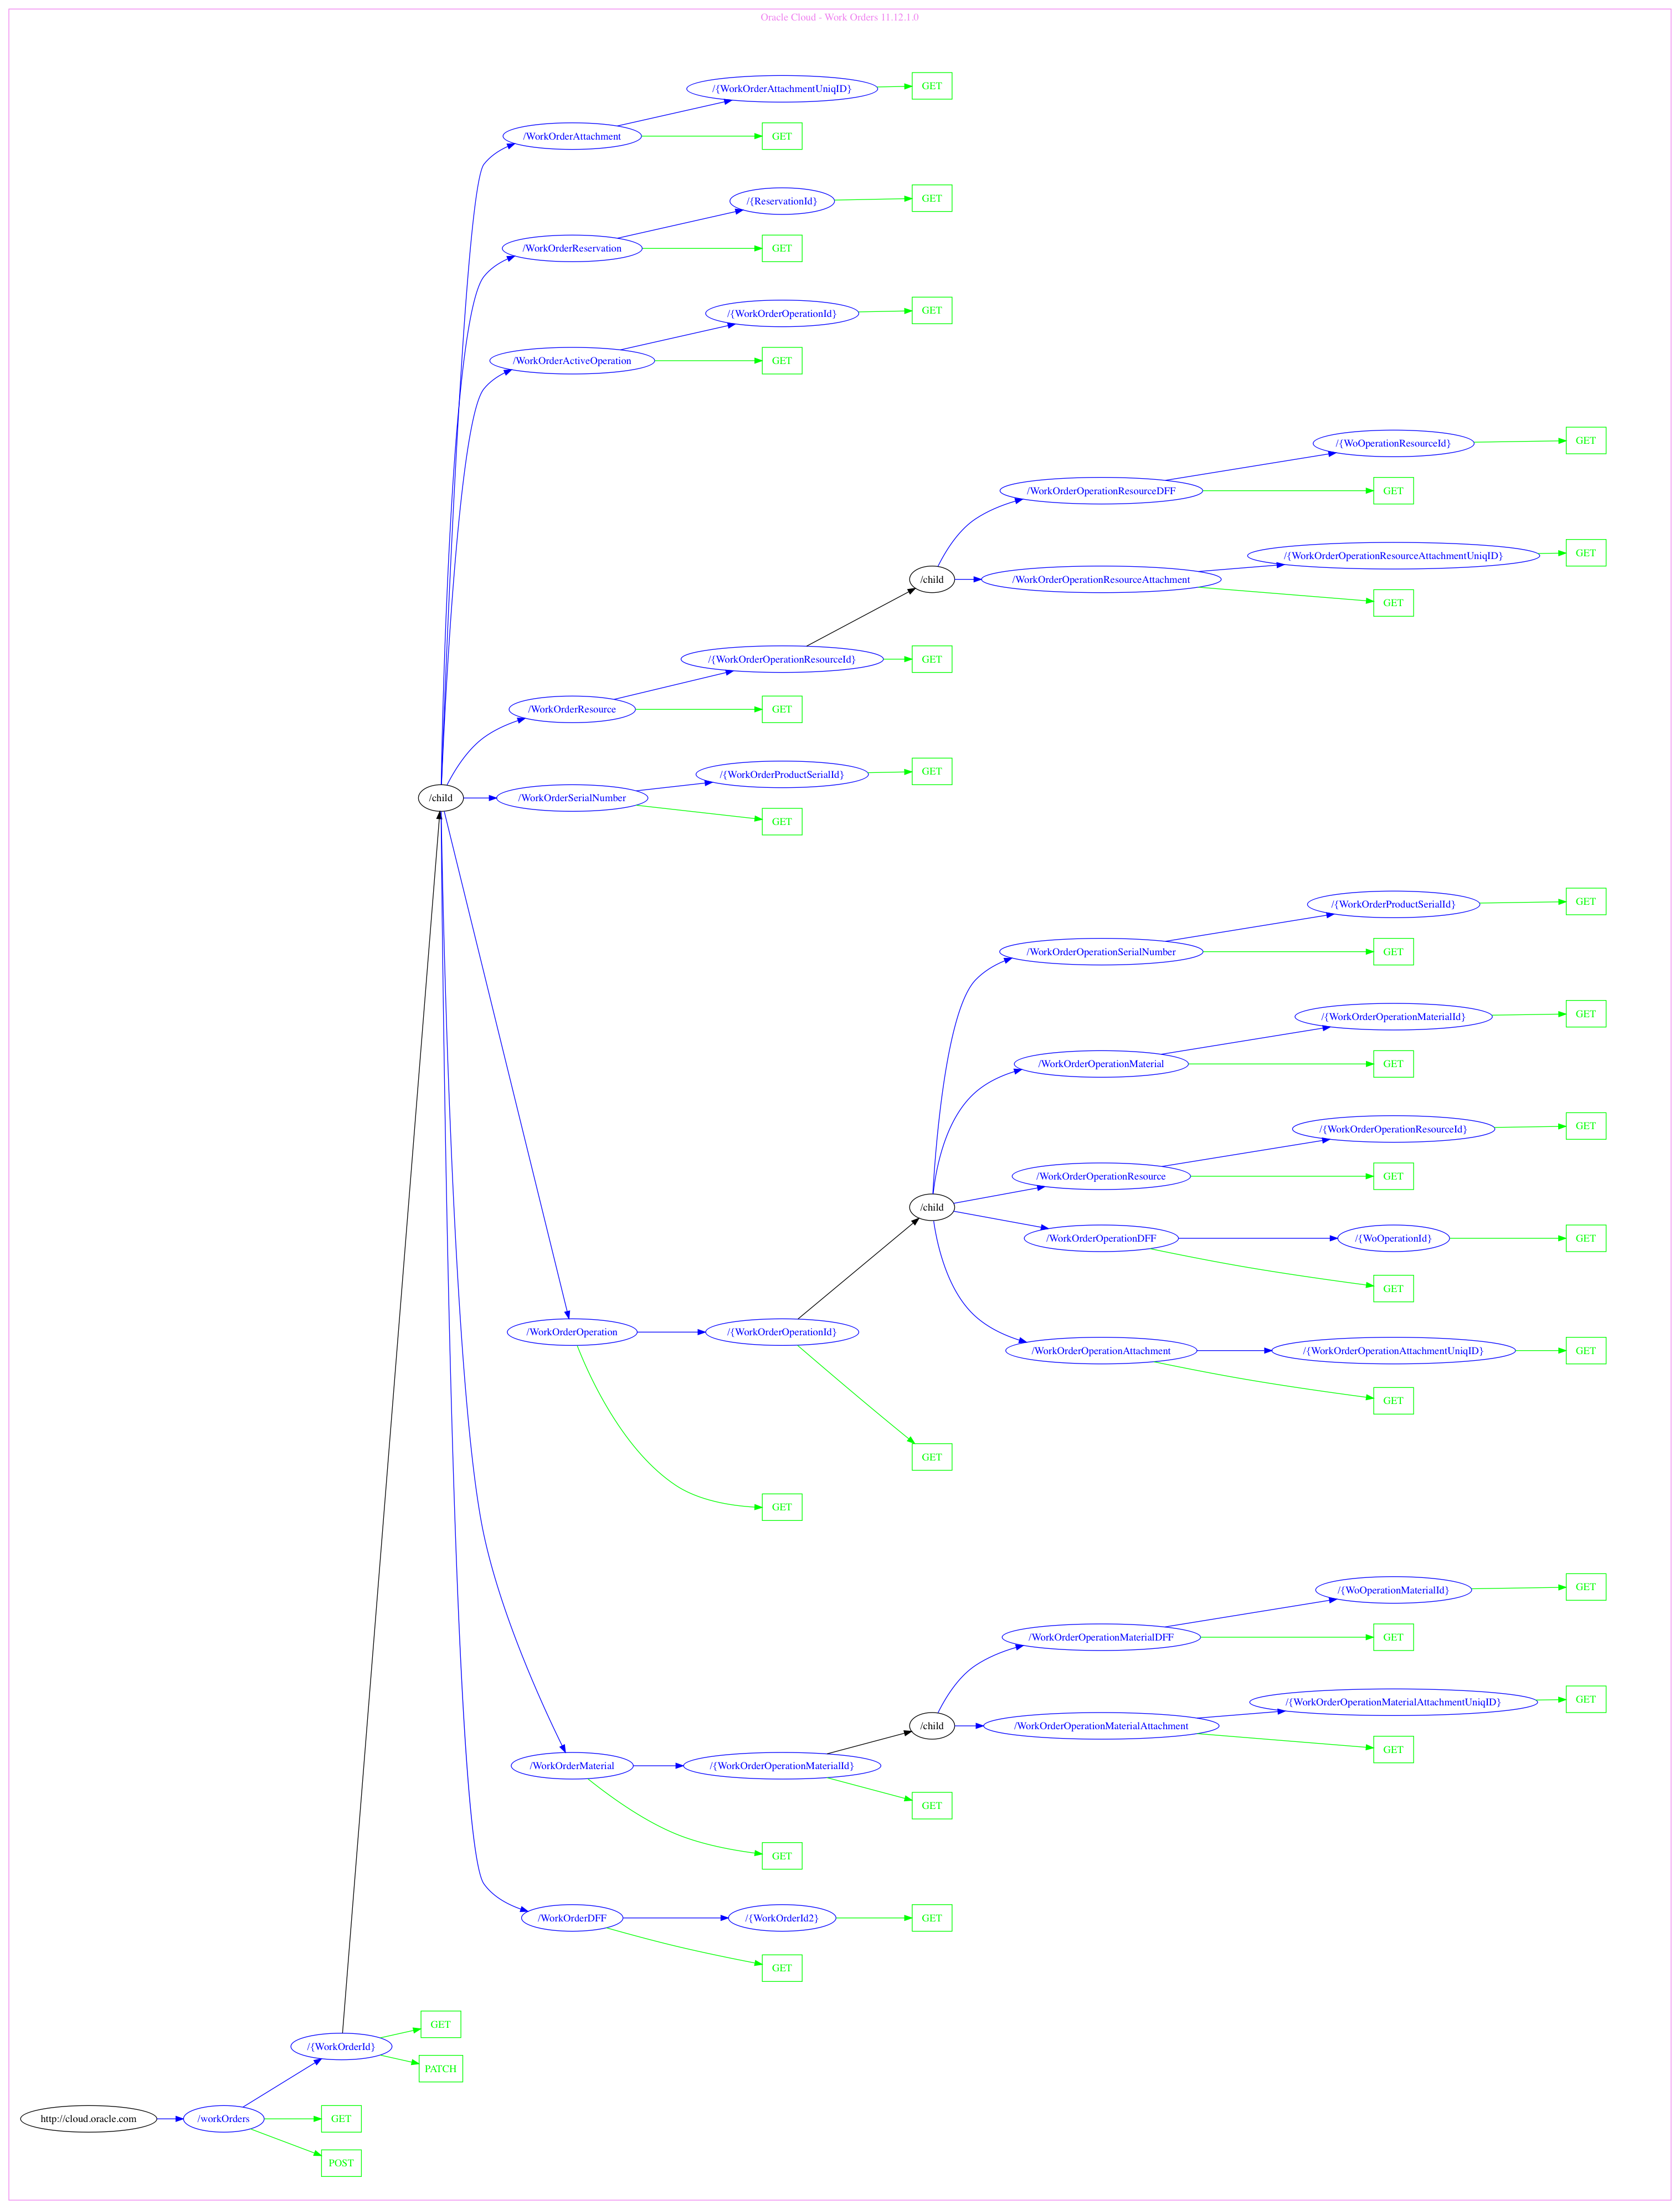 Oracle Cloud - Work Orders 11.12.1.0
/{WorkOrderAttachmentUniqID}
GET
/WorkOrderAttachment
GET
/{ReservationId}
GET
/WorkOrderReservation
GET
/{WorkOrderOperationId}
GET
/WorkOrderActiveOperation
GET
/{WoOperationResourceId}
GET
/WorkOrderOperationResourceDFF
GET
/{WorkOrderOperationResourceAttachmentUniqID}
GET
/child
/WorkOrderOperationResourceAttachment
GET
/{WorkOrderOperationResourceId}
GET
/WorkOrderResource
GET
/{WorkOrderProductSerialId}
GET
/child
/WorkOrderSerialNumber
GET
/{WorkOrderProductSerialId}
GET
/WorkOrderOperationSerialNumber
GET
/{WorkOrderOperationMaterialId}
GET
/WorkOrderOperationMaterial
GET
/{WorkOrderOperationResourceId}
GET
/WorkOrderOperationResource
GET
/child
/WorkOrderOperationDFF
/{WoOperationId}
GET
GET
/WorkOrderOperation
/{WorkOrderOperationId}
/WorkOrderOperationAttachment
/{WorkOrderOperationAttachmentUniqID}
GET
GET
GET
GET
/{WoOperationMaterialId}
GET
/WorkOrderOperationMaterialDFF
GET
/{WorkOrderOperationMaterialAttachmentUniqID}
GET
/child
/WorkOrderOperationMaterialAttachment
GET
/WorkOrderMaterial
/{WorkOrderOperationMaterialId}
GET
GET
/WorkOrderDFF
/{WorkOrderId2}
GET
GET
/{WorkOrderId}
GET
PATCH
http://cloud.oracle.com
/workOrders
GET
POST